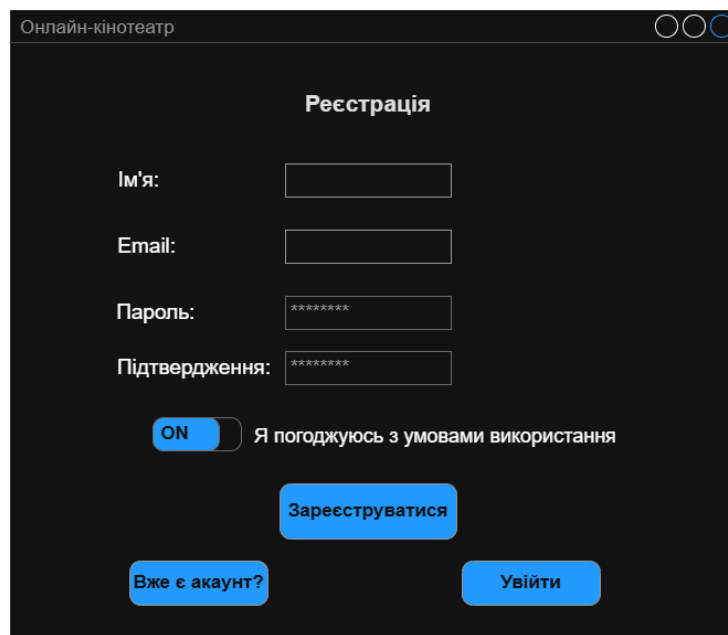 Онлайн-кінотеатр
Реєстрація
Ім'я:
Email:
Пароль: ********
Підтвердження: ********
ON Я погоджуюсь з умовами використання
Зареєструватися
Вже є акаунт? Увійти